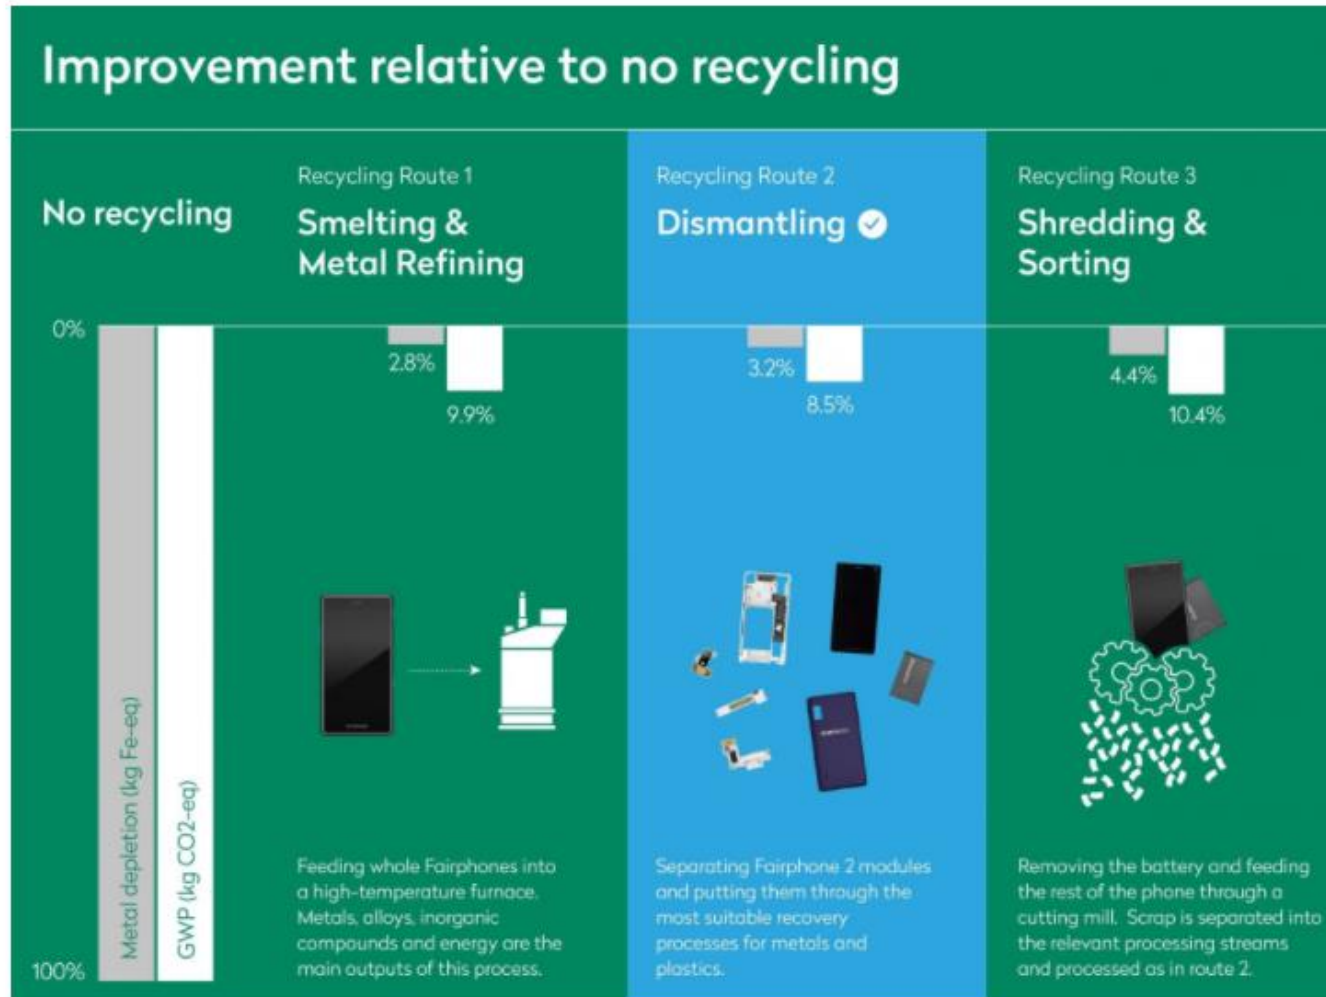 Improvement relative to no recycling
No recycling
Recycling Route 1
Smelting &
Metal Refining
Recycling Route 2
Dismantling
Recycling Route 3
Shredding &
Sorting
0%
100%
Metal depletion (kg Fe-eq)
GWP (kg CO2-eq)
2.8%
9.9%
3.2%
8.5%
4.4%
10.4%
Feeding whole Fairphones into
a high-temperature furnace.
Metals, alloys, inorganic
compounds and energy are the
main outputs of this process.
Separating Fairphone 2 modules
and putting them through the
most suitable recovery
processes for metals and
plastics.
Removing the battery and feeding
the rest of the phone through a
cutting mill. Scrap is separated into
the relevant processing streams
and processed as in route 2.